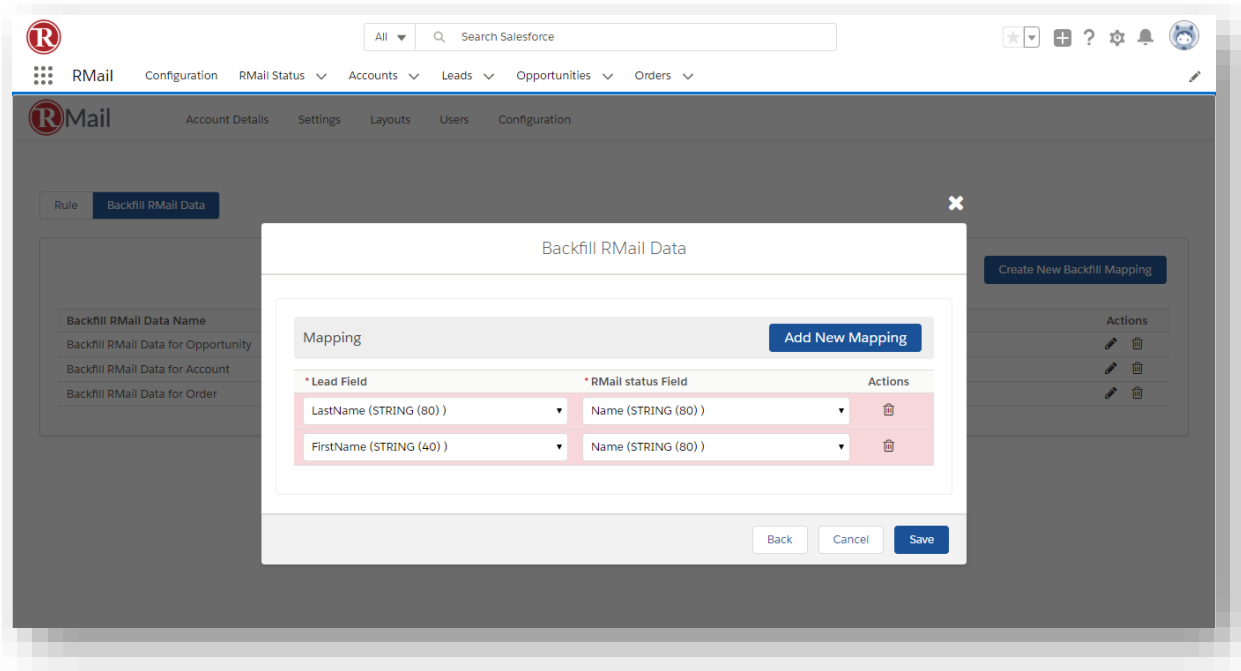 R
All
Search Salesforce
RMail Configuration RMail Status Accounts Leads Opportunities Orders
RMail Account Details Settings Layouts Users Configuration
Rule Backfill RMail Data
Backfill RMail Data
Create New Backfill Mapping
Backfill RMail Data Name Actions
Backfill RMail Data for Opportunity
Backfill RMail Data for Account
Backfill RMail Data for Order
Mapping Add New Mapping
* Lead Field * RMail status Field Actions
LastName (STRING (80) ) Name (STRING (80) )
FirstName (STRING (40) ) Name (STRING (80) )
Back Cancel Save